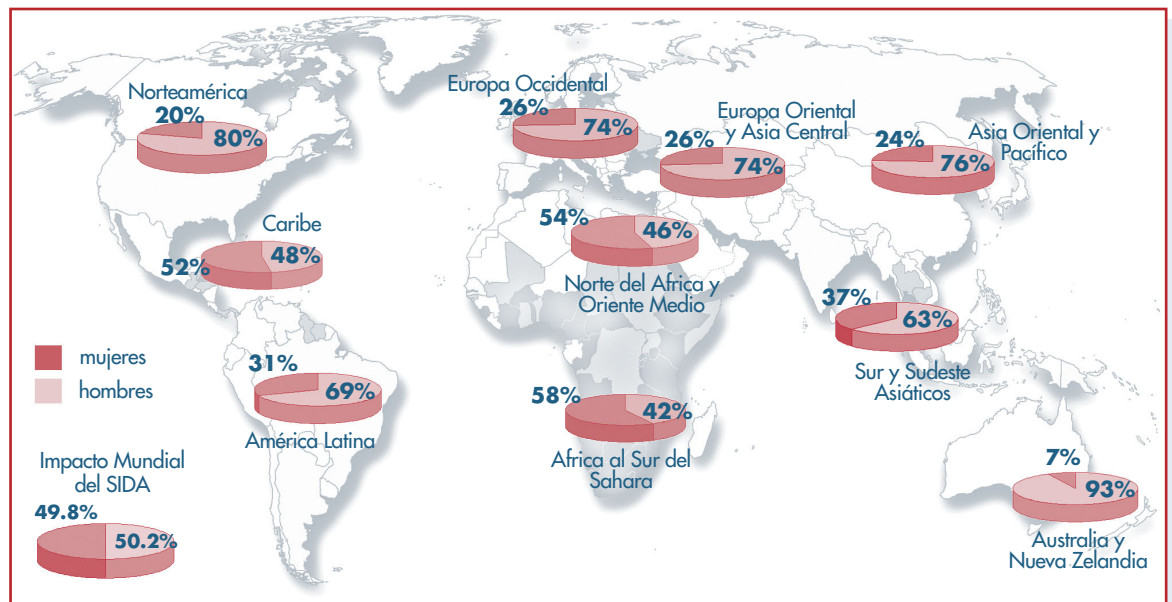 Norteamérica
20%
80%
Europa Occidental
26%
74%
Europa Oriental
y Asia Central
26%
74%
Asia Oriental y
Pacífico
24%
76%
Caribe
52%
48%
54%
46%
Norte del Africa y
Oriente Medio
37%
63%
Sur y Sudeste
Asiáticos
mujeres
hombres
31%
69%
América Latina
58%
42%
Africa al Sur del
Sahara
Impacto Mundial
del SIDA
49.8%
50.2%
7%
93%
Australia y
Nueva Zelandia